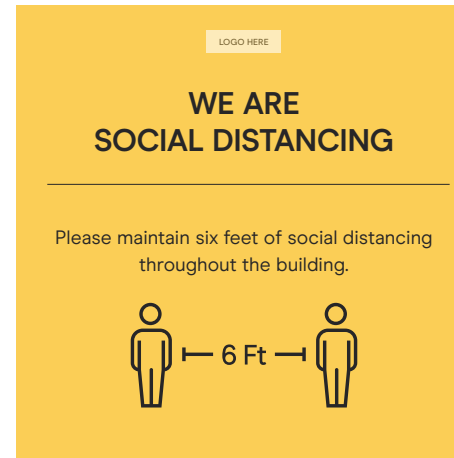 LOGO HERE
WE ARE
SOCIAL DISTANCING
Please maintain six feet of social distancing
throughout the building.
6 Ft